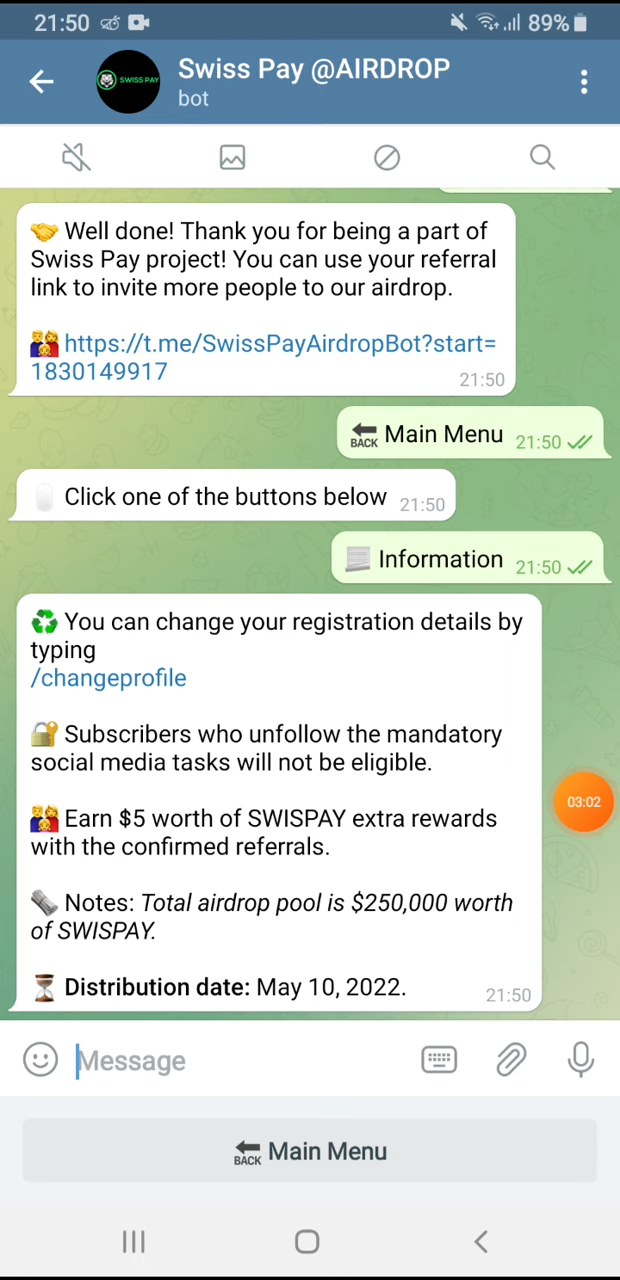 21:50 89%
Swiss Pay @AIRDROP
SWISS PAY
bot
🤝 Well done! Thank you for being a part of
Swiss Pay project! You can use your referral
link to invite more people to our airdrop.
👨‍👩‍👦 https://t.me/SwissPayAirdropBot?start=
1830149917 21:50
🔙 Main Menu 21:50
Click one of the buttons below 21:50
Information 21:50
♻️ You can change your registration details by
typing
/changeprofile
🔐 Subscribers who unfollow the mandatory
social media tasks will not be eligible.
👨‍👩‍👦 Earn $5 worth of SWISPAY extra rewards
with the confirmed referrals.
03:02
🗞 Notes: Total airdrop pool is $250,000 worth
of SWISPAY.
⏳ Distribution date: May 10, 2022. 21:50
Message
🔙 Main Menu